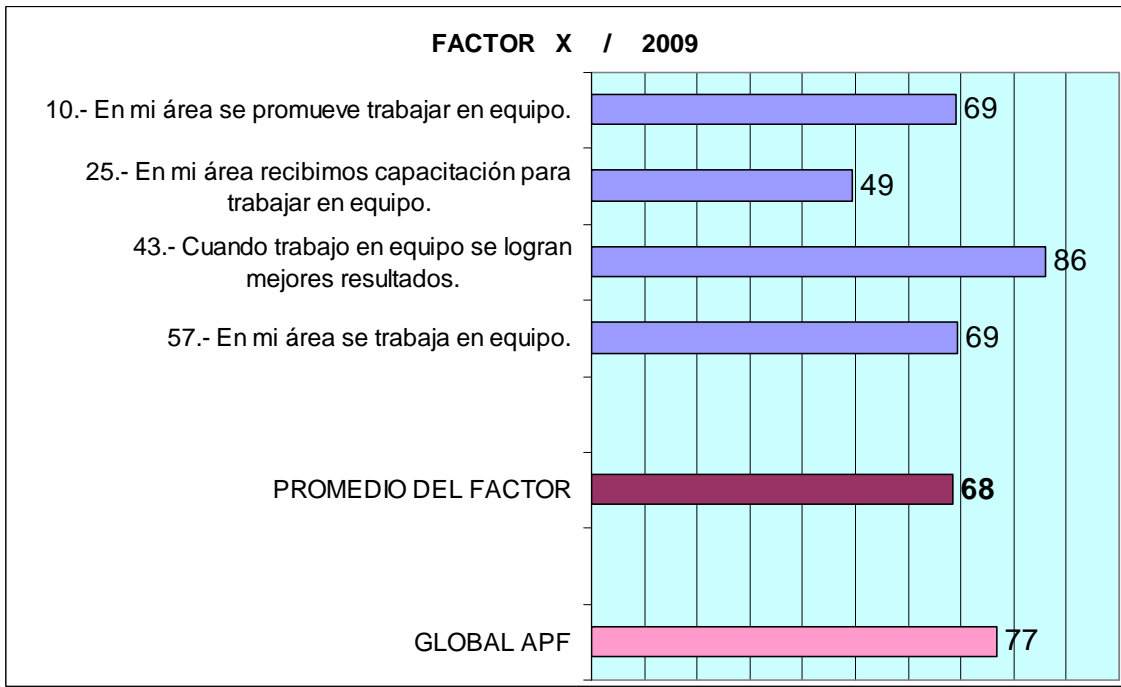 FACTOR X / 2009
10.- En mi área se promueve trabajar en equipo.
69
25.- En mi área recibimos capacitación para
trabajar en equipo.
49
43.- Cuando trabajo en equipo se logran
mejores resultados.
86
57.- En mi área se trabaja en equipo.
69
PROMEDIO DEL FACTOR
68
GLOBAL APF
77